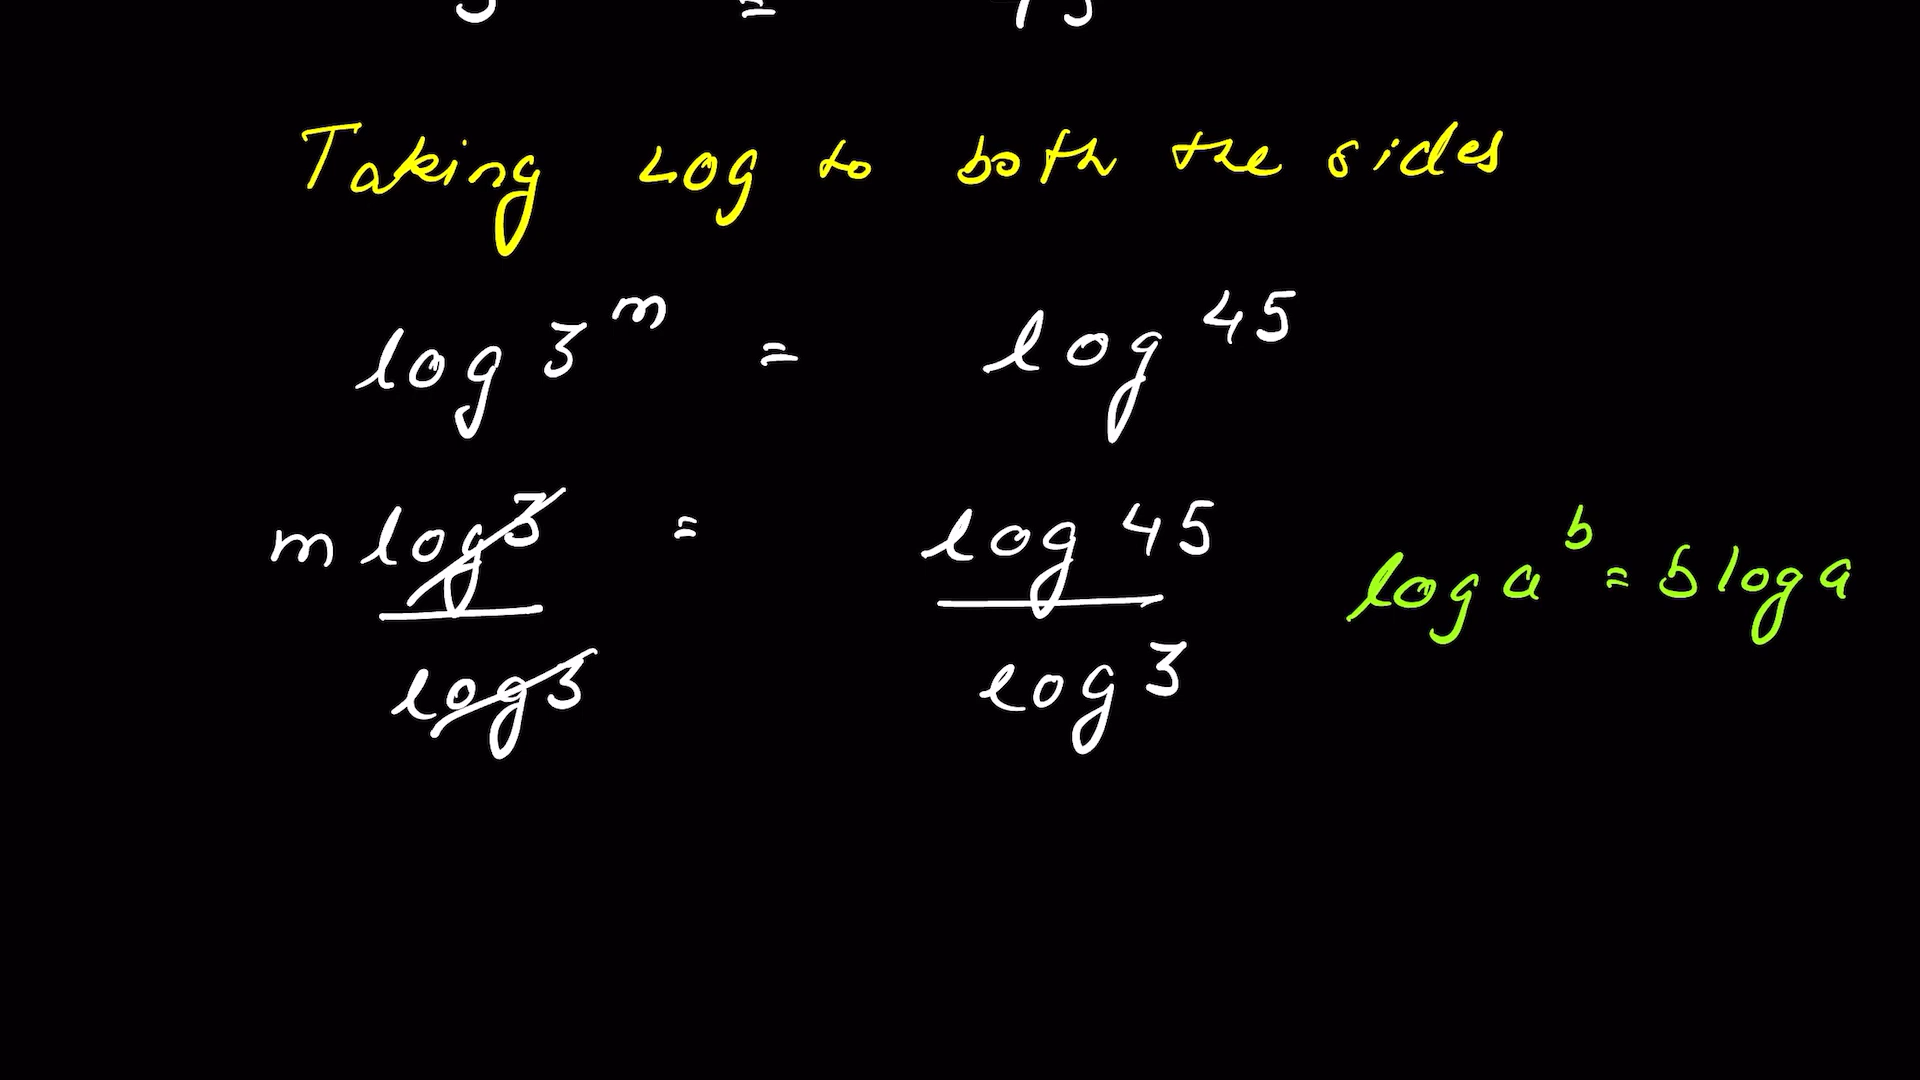 Taking Log to both the sides
log 3^m = log 45
m log 3 = log 45 log a^b = b log a
log 3 log 3